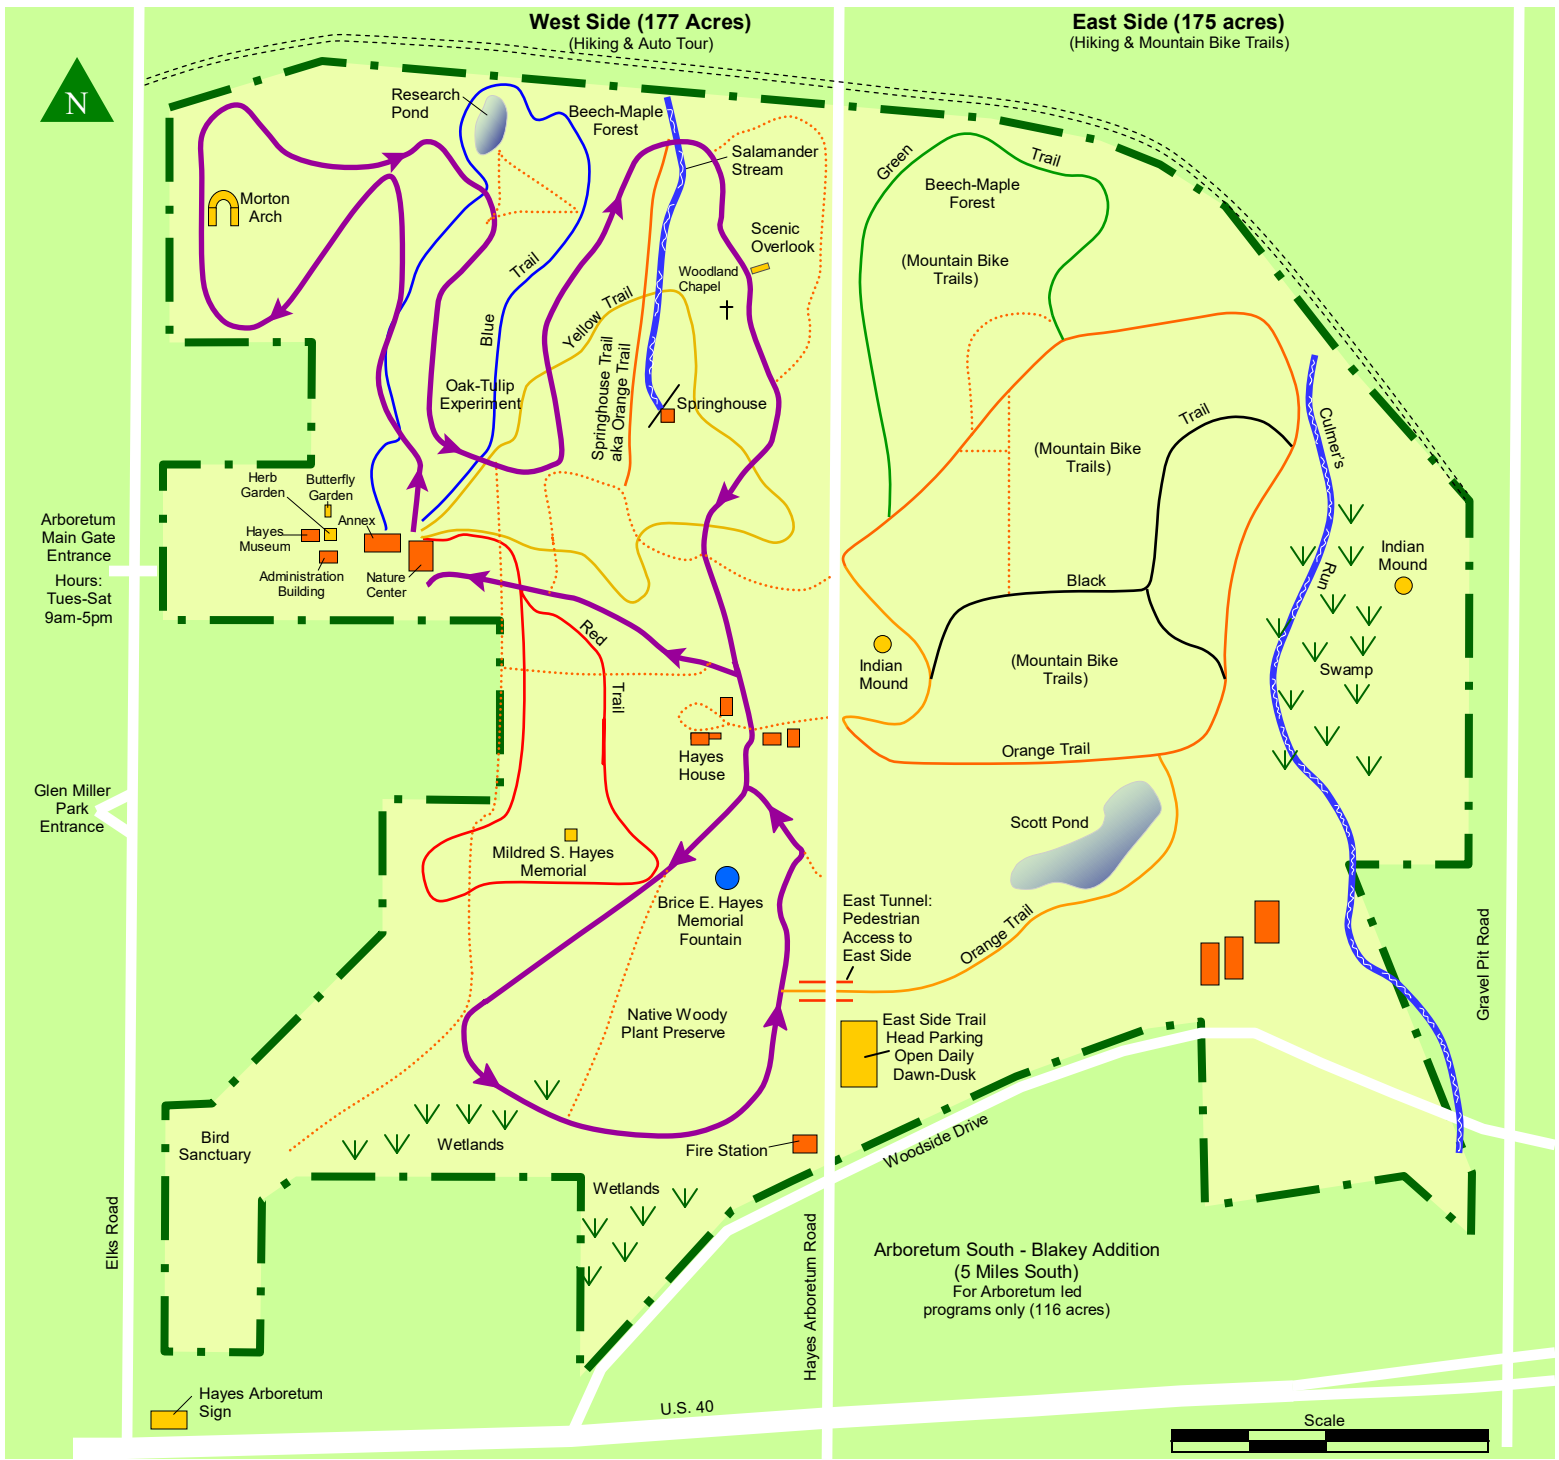 West Side (177 Acres)
(Hiking & Auto Tour)
East Side (175 acres)
(Hiking & Mountain Bike Trails)
N
Research
Pond
Beech-Maple
Forest
Salamander
Stream
Morton
Arch
Scenic
Overlook
Woodland
Chapel
Green
Trail
Beech-Maple
Forest
(Mountain Bike
Trails)
Blue
Trail
Yellow Trail
Springhouse Trail
aka Orange Trail
Oak-Tulip
Experiment
Springhouse
Trail
(Mountain Bike
Trails)
Culmer's
Run
Herb
Garden
Butterfly
Garden
Annex
Hayes
Museum
Administration
Building
Nature
Center
Arboretum
Main Gate
Entrance
Hours:
Tues-Sat
9am-5pm
Black
Indian
Mound
Red
Trail
Indian
Mound
(Mountain Bike
Trails)
Swamp
Hayes
House
Orange Trail
Glen Miller
Park
Entrance
Scott Pond
Mildred S. Hayes
Memorial
Brice E. Hayes
Memorial
Fountain
East Tunnel:
Pedestrian
Access to
East Side
Orange Trail
Gravel Pit Road
Native Woody
Plant Preserve
East Side Trail
Head Parking
Open Daily
Dawn-Dusk
Bird
Sanctuary
Wetlands
Fire Station
Woodside Drive
Wetlands
Elks Road
Hayes Arboretum Road
Arboretum South - Blakey Addition
(5 Miles South)
For Arboretum led
programs only (116 acres)
Hayes Arboretum
Sign
U.S. 40
Scale